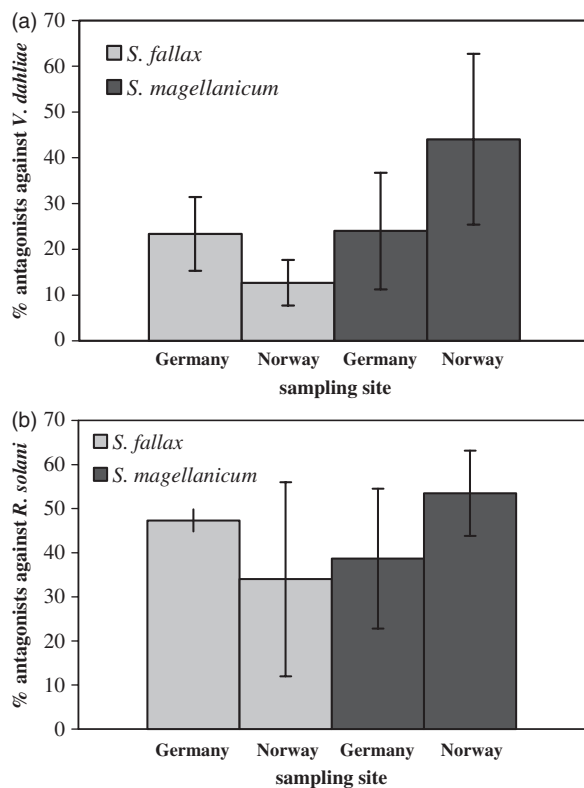 (a) 70
60
50
40
30
20
10
0
% antagonists against V. dahliae
S. fallax
S. magellanicum
Germany Norway Germany Norway
sampling site
(b) 70
60
50
40
30
20
10
0
% antagonists against R. solani
S. fallax
S. magellanicum
Germany Norway Germany Norway
sampling site